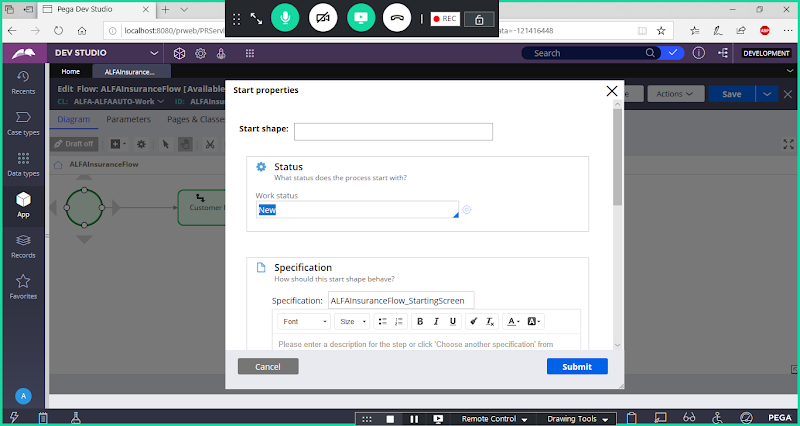 Pega Dev Studio
localhost:8080/prweb/PRServ
REC
data=-121416448
ABP
DEV STUDIO
Search
DEVELOPMENT
Home
ALFAInsurance...
Recents
Case types
Data types
App
Records
Favorites
A
Edit Flow: ALFAInsuranceFlow [Available
CL: ALFA-ALFAAUTO-Work
ID: ALFAInsu
Actions
Save
Diagram
Parameters
Pages & Classe
Draft off
ALFAInsuranceFlow
Customer
Start properties
Start shape:
Status
What status does the process start with?
Work status
New
Specification
How should this start shape behave?
Specification: ALFAInsuranceFlow_StartingScreen
Font
Size
B I U
A A
Please enter a description for the step or click 'Choose another specification' from
Cancel
Submit
Remote Control
Drawing Tools
PEGA